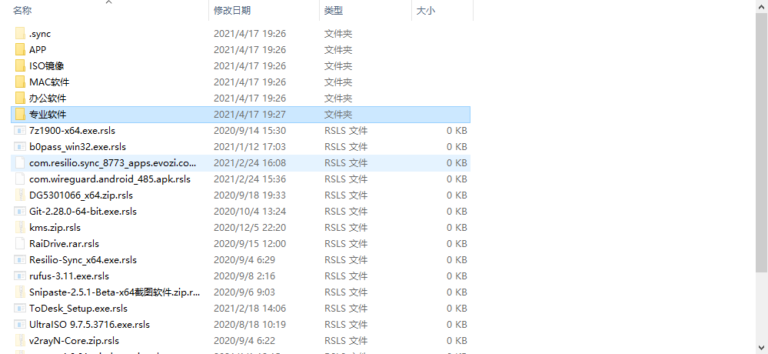 名称 修改日期 类型 大小
.sync 2021/4/17 19:26 文件夹
APP 2021/4/17 19:26 文件夹
ISO镜像 2021/4/17 19:26 文件夹
MAC软件 2021/4/17 19:26 文件夹
办公软件 2021/4/17 19:26 文件夹
专业软件 2021/4/17 19:27 文件夹
7z1900-x64.exe.rsls 2020/9/14 15:30 RSLS 文件 0 KB
b0pass_win32.exe.rsls 2021/1/12 17:03 RSLS 文件 0 KB
com.resilio.sync_8773_apps.evozi.co... 2021/2/24 16:08 RSLS 文件 0 KB
com.wireguard.android_485.apk.rsls 2021/2/24 15:36 RSLS 文件 0 KB
DG5301066_x64.zip.rsls 2020/9/18 19:33 RSLS 文件 0 KB
Git-2.28.0-64-bit.exe.rsls 2020/10/4 13:24 RSLS 文件 0 KB
kms.zip.rsls 2020/12/5 22:20 RSLS 文件 0 KB
RaiDrive.rar.rsls 2020/9/15 12:00 RSLS 文件 0 KB
Resilio-Sync_x64.exe.rsls 2020/9/4 6:29 RSLS 文件 0 KB
rufus-3.11.exe.rsls 2020/9/8 2:16 RSLS 文件 0 KB
Snipaste-2.5.1-Beta-x64截图软件.zip.r... 2020/9/6 9:03 RSLS 文件 0 KB
ToDesk_Setup.exe.rsls 2021/2/18 14:06 RSLS 文件 0 KB
UltraISO 9.7.5.3716.exe.rsls 2020/8/18 10:19 RSLS 文件 0 KB
v2rayN-Core.zip.rsls 2020/9/4 6:22 RSLS 文件 0 KB